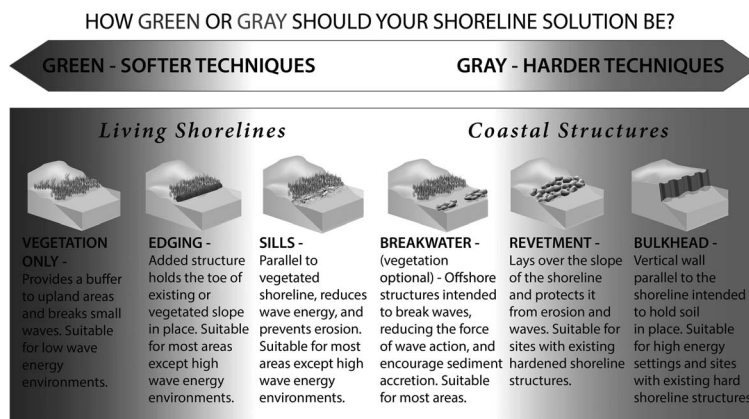 HOW GREEN OR GRAY SHOULD YOUR SHORELINE SOLUTION BE?
GREEN - SOFTER TECHNIQUES
GRAY - HARDER TECHNIQUES
Living Shorelines
Coastal Structures
VEGETATION
ONLY -
Provides a buffer
to upland areas
and breaks small
waves. Suitable
for low wave
energy
environments.
EDGING -
Added structure
holds the toe of
existing or
vegetated slope
in place. Suitable
for most areas
except high
wave energy
environments.
SILLS -
Parallel to
vegetated
shoreline, reduces
wave energy, and
prevents erosion.
Suitable for most
areas except high
wave energy
environments.
BREAKWATER -
(vegetation
optional) - Offshore
structures intended
to break waves,
reducing the force
of wave action, and
encourage sediment
accretion. Suitable
for most areas.
REVETMENT -
Lays over the slope
of the shoreline
and protects it
from erosion and
waves. Suitable for
sites with existing
hardened shoreline
structures.
BULKHEAD -
Vertical wall
parallel to the
shoreline intended
to hold soil
in place. Suitable
for high energy
settings and sites
with existing hard
shoreline structures.